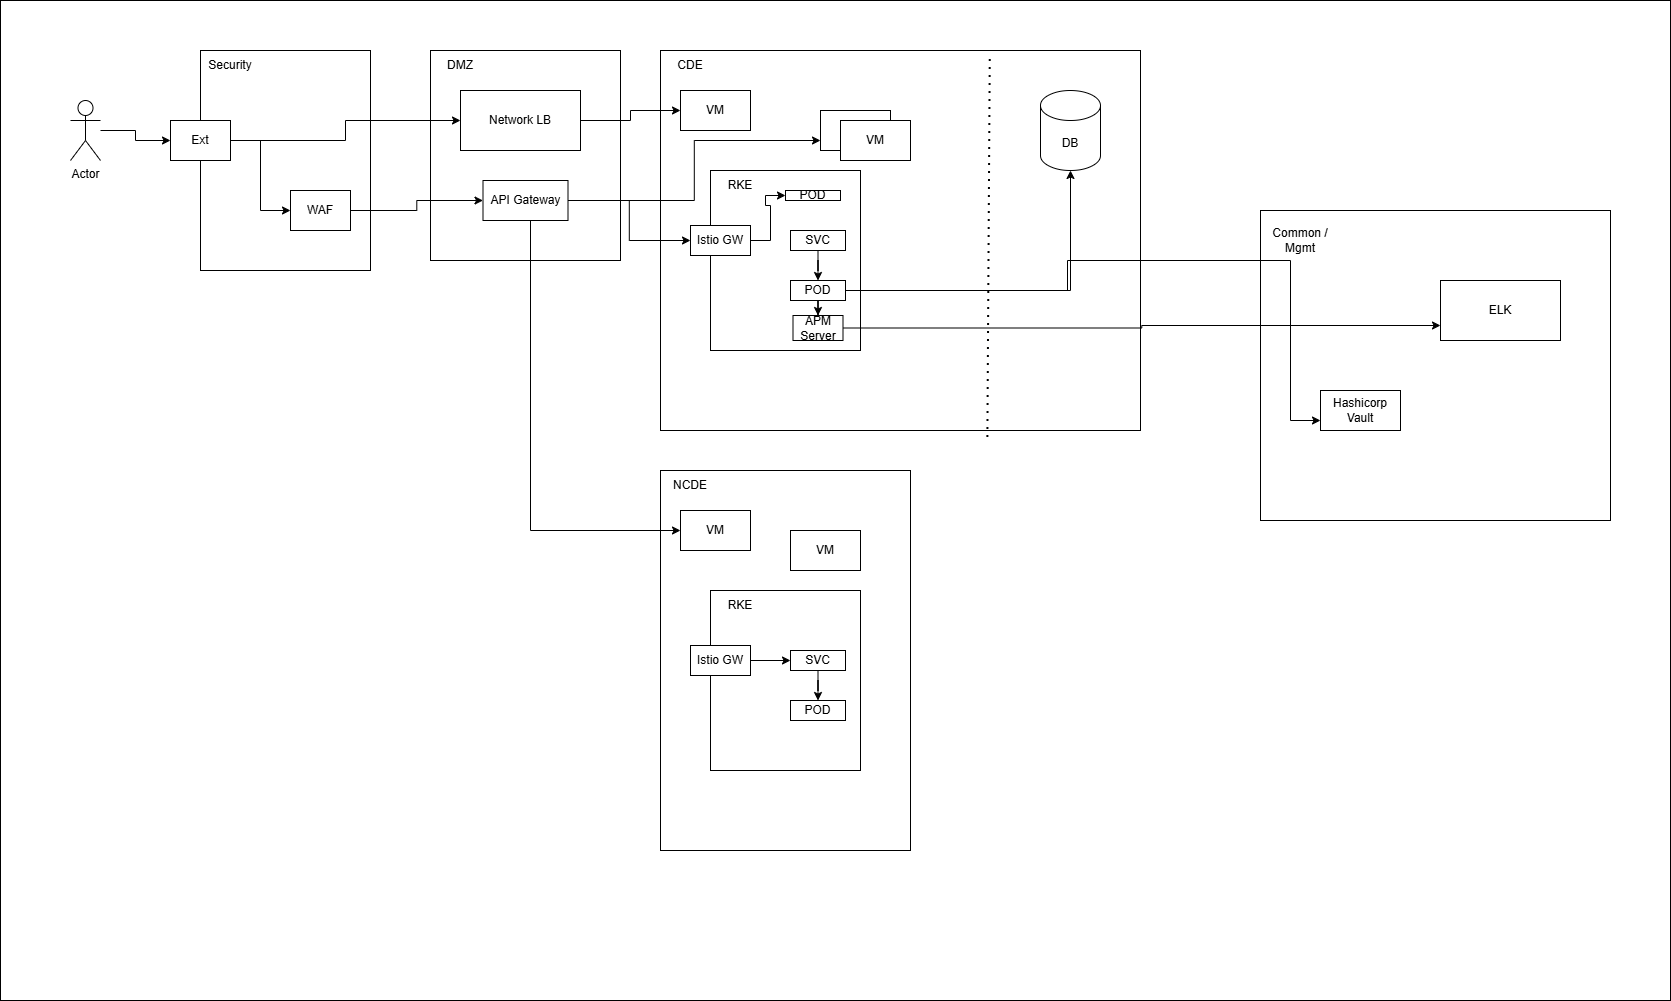 Security
DMZ
CDE
Actor
Ext
WAF
Network LB
API Gateway
VM
VM
RKE
POD
Istio GW
SVC
POD
APM
Server
DB
Common /
Mgmt
ELK
Hashicorp
Vault
NCDE
VM
VM
RKE
Istio GW
SVC
POD